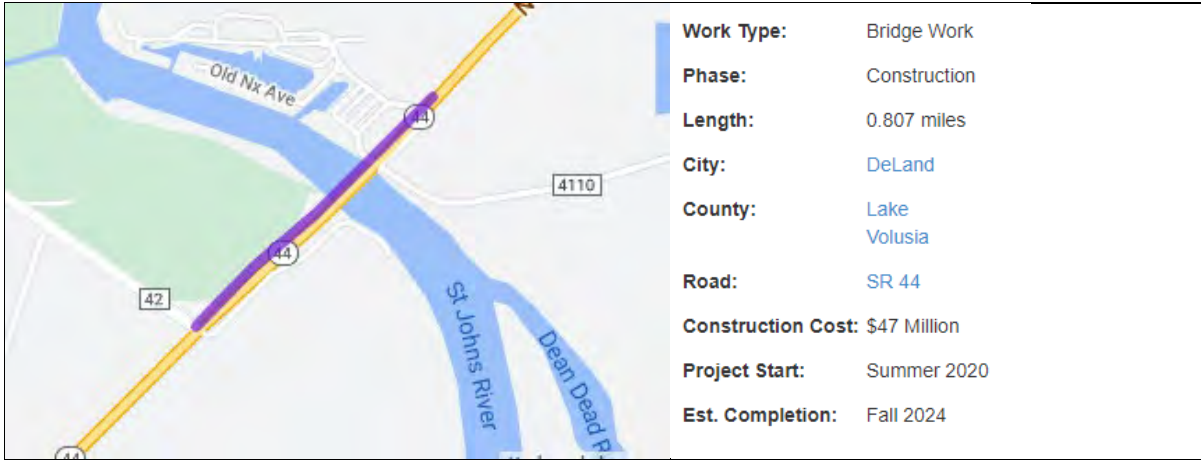 N
Old Nx Ave
44
4110
44
42
St Johns River
Dean Dead R
44
Work Type: Bridge Work
Phase: Construction
Length: 0.807 miles
City: DeLand
County: Lake
Volusia
Road: SR 44
Construction Cost: $47 Million
Project Start: Summer 2020
Est. Completion: Fall 2024